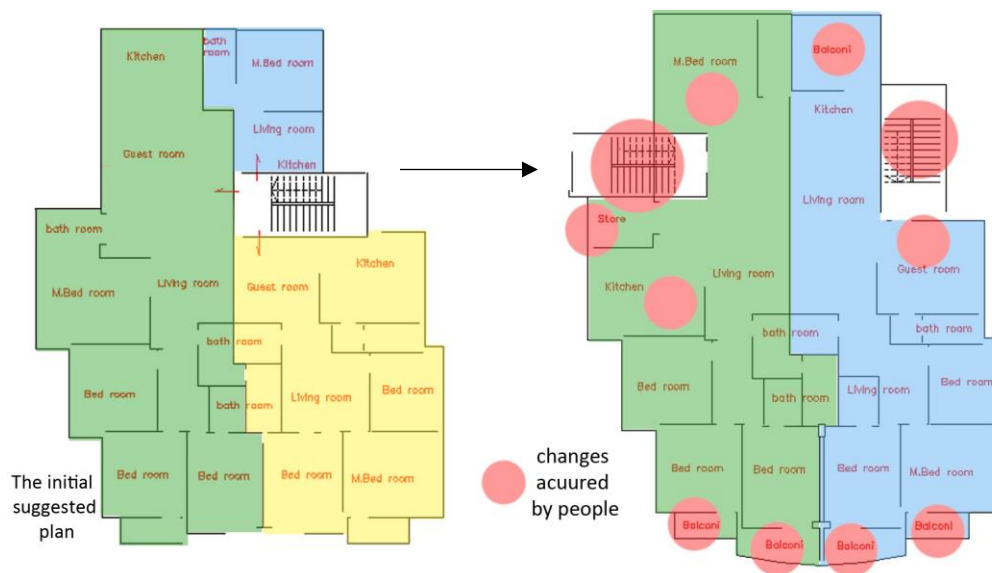 Kitchen
bath
room
M.Bed room
Living room
Kitchen
Guest room
bath room
M.Bed room
Living room
Guest room
Kitchen
bath room
Bed room
bath room
Living room
Bed room
Bed room
Bed room
Bed room
M.Bed room
The initial
suggested
plan
M.Bed room
Balconi
Kitchen
Living room
Store
Kitchen
Living room
Guest room
bath room
bath room
Bed room
bath room
Living room
Bed room
Bed room
Bed room
Bed room
M.Bed room
Balconi
Balconi
Balconi
Balconi
changes
acuured
by people